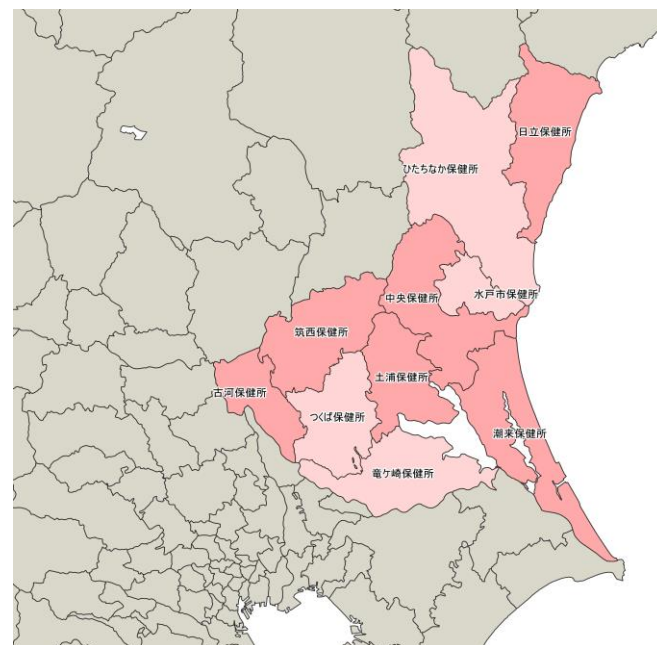 日立保健所
ひたちなか保健所
中央保健所
水戸市保健所
筑西保健所
土浦保健所
古河保健所
つくば保健所
潮来保健所
竜ケ崎保健所